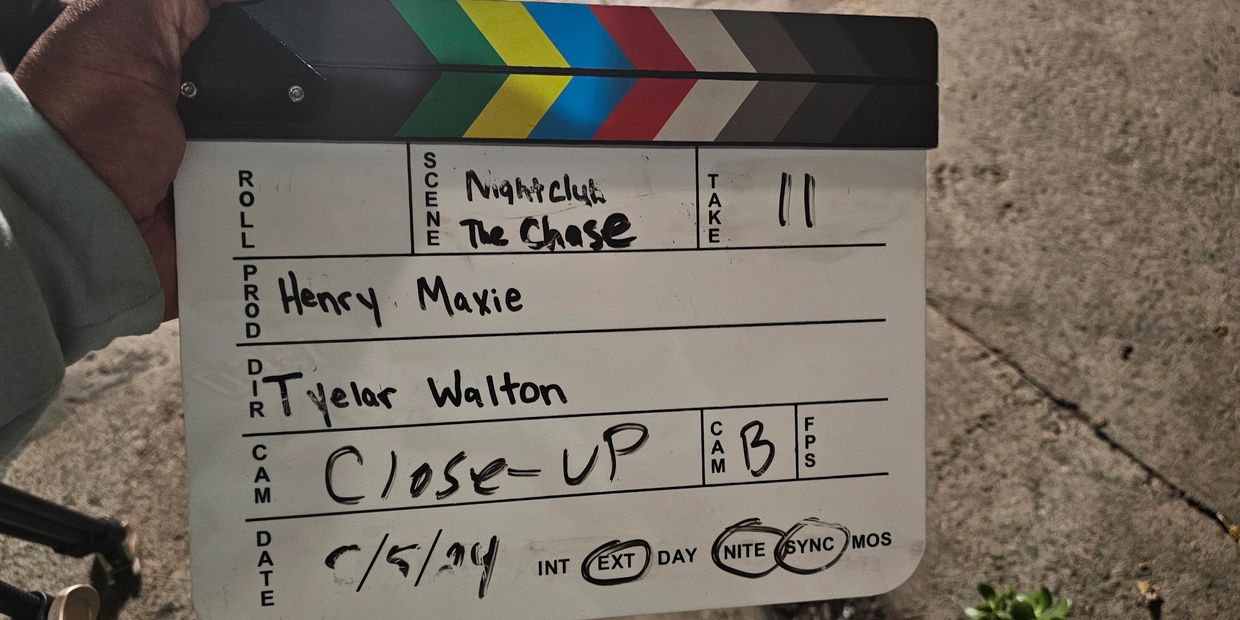 ROLL
SCENE Nightclub
The Chase
TAKE 11
PROD Henry Maxie
DIR Tyelar Walton
CAM Close-UP
CAM B
FPS
DATE /5/24
INT EXT DAY NITE SYNC MOS